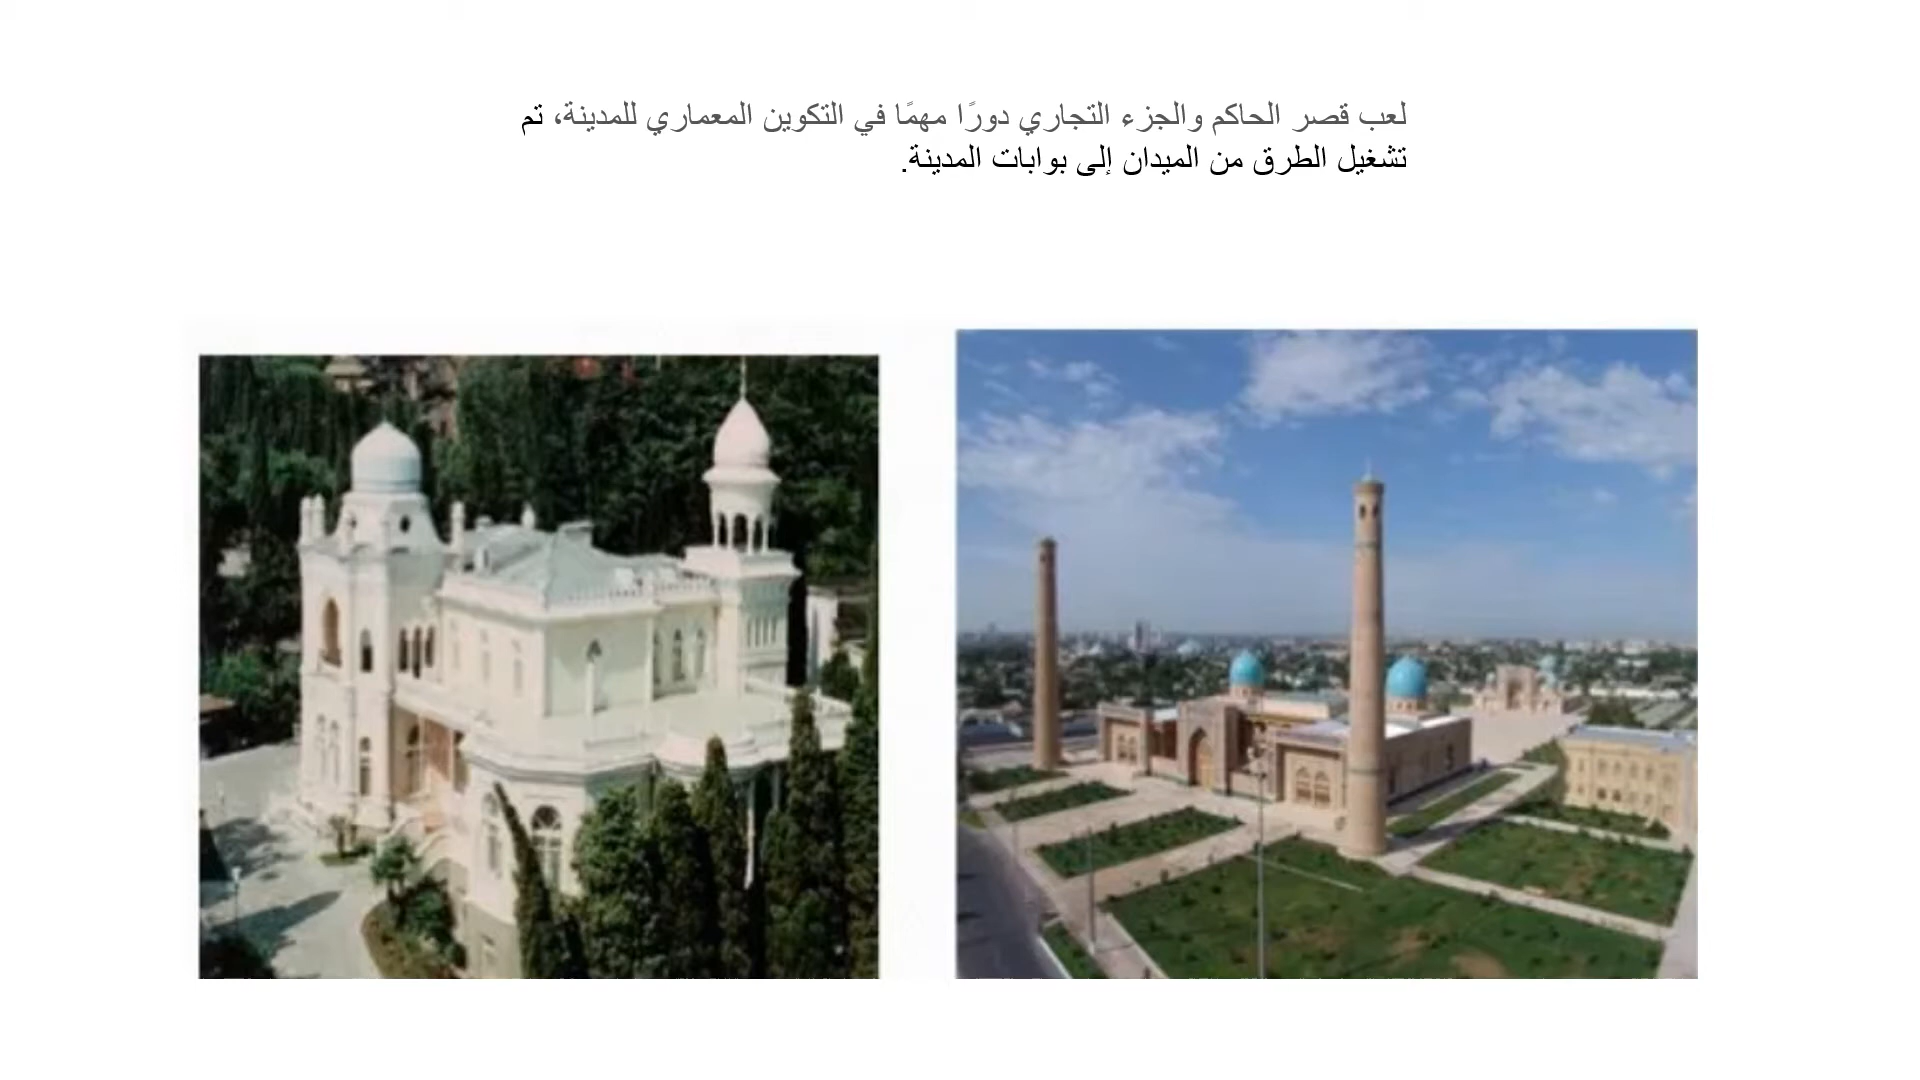 لعب قصر الحاكم والجزء التجاري دورًا مهمًا في التكوين المعماري للمدينة، تم
تشغيل الطرق من الميدان إلى بوابات المدينة.